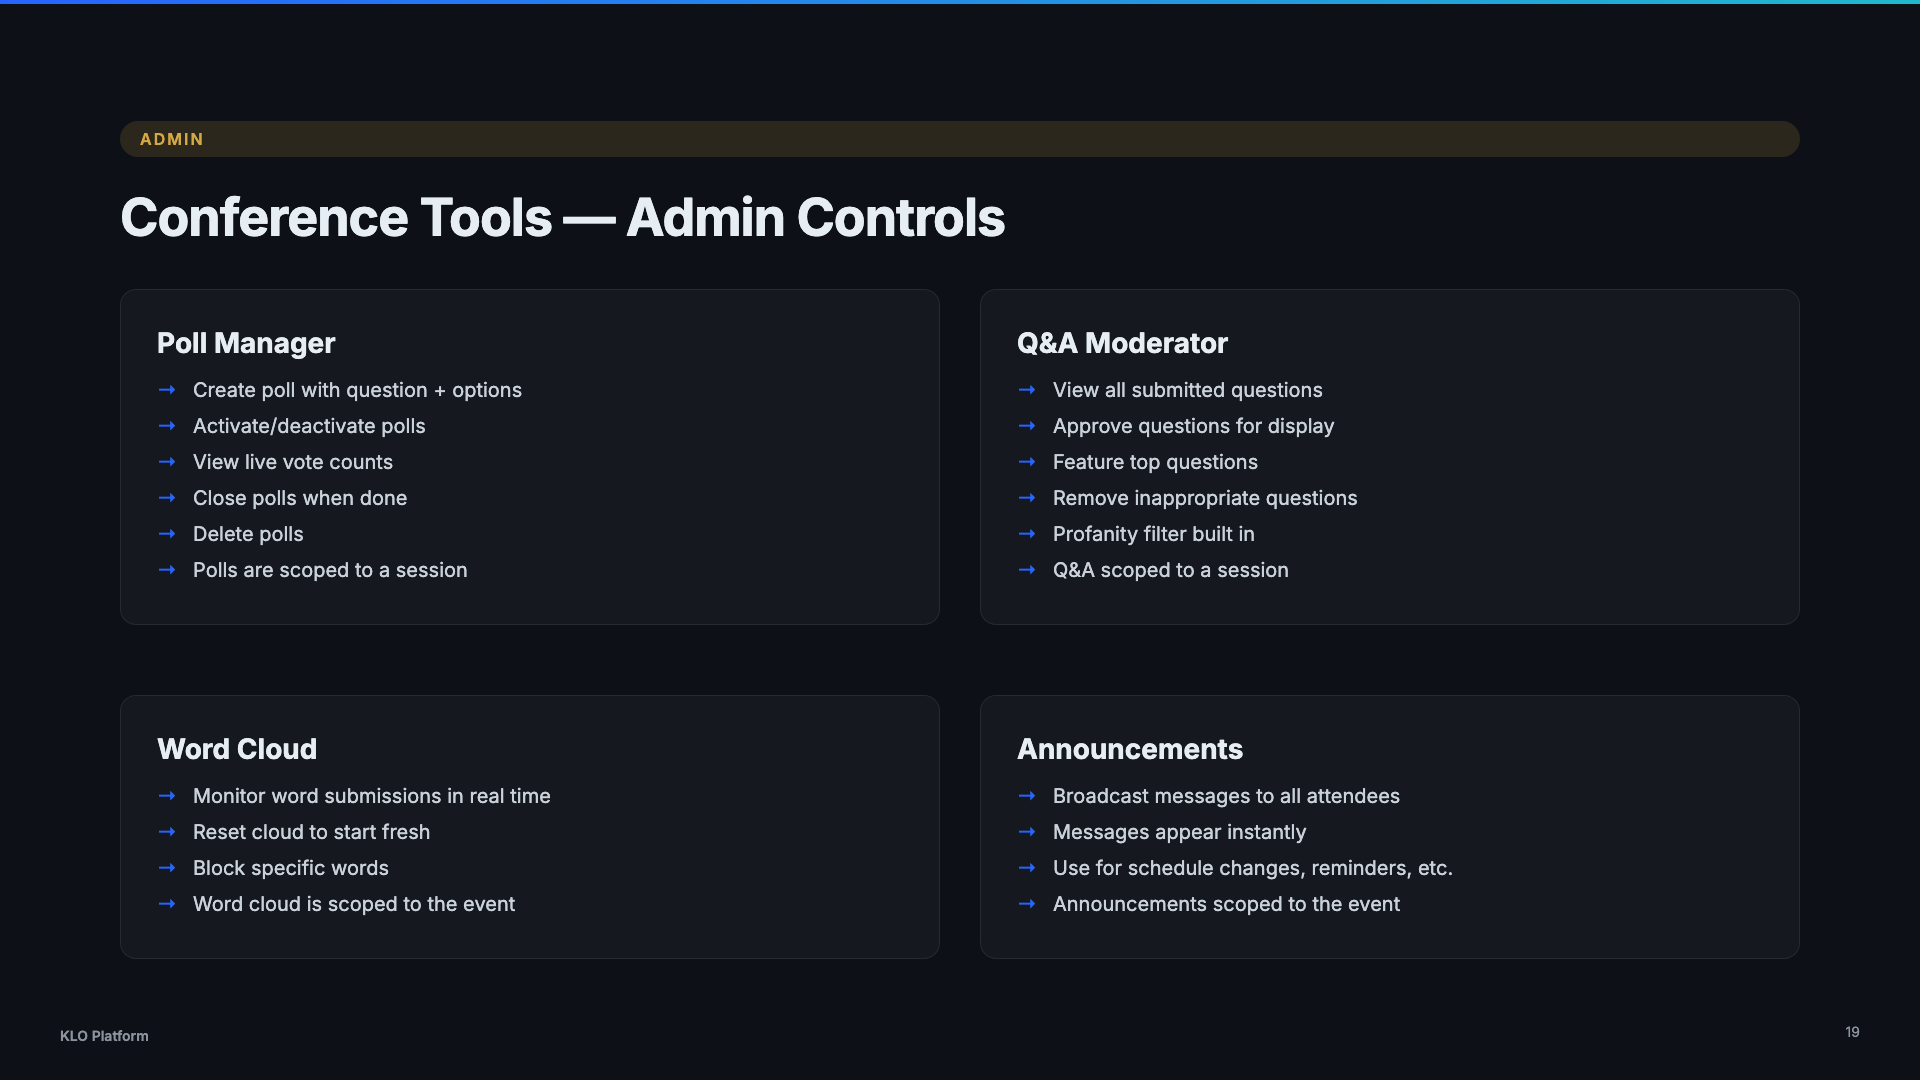 ADMIN
Conference Tools — Admin Controls
Poll Manager
→ Create poll with question + options
→ Activate/deactivate polls
→ View live vote counts
→ Close polls when done
→ Delete polls
→ Polls are scoped to a session
Q&A Moderator
→ View all submitted questions
→ Approve questions for display
→ Feature top questions
→ Remove inappropriate questions
→ Profanity filter built in
→ Q&A scoped to a session
Word Cloud
→ Monitor word submissions in real time
→ Reset cloud to start fresh
→ Block specific words
→ Word cloud is scoped to the event
Announcements
→ Broadcast messages to all attendees
→ Messages appear instantly
→ Use for schedule changes, reminders, etc.
→ Announcements scoped to the event
KLO Platform
19